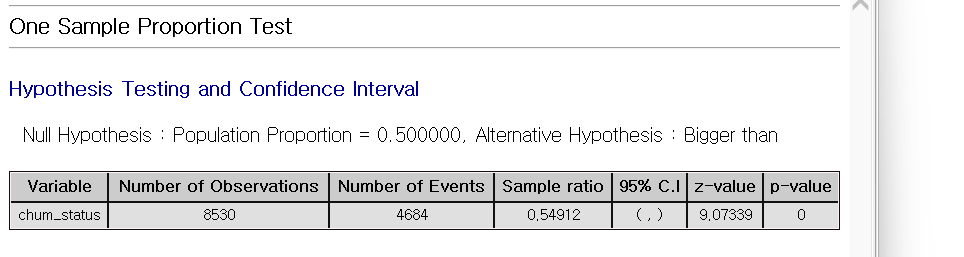 One Sample Proportion Test
Hypothesis Testing and Confidence Interval
Null Hypothesis : Population Proportion = 0.500000, Alternative Hypothesis : Bigger than
Variable Number of Observations Number of Events Sample ratio 95% C.I z-value p-value
chum_status 8530 4684 0.54912 ( , ) 9.07339 0